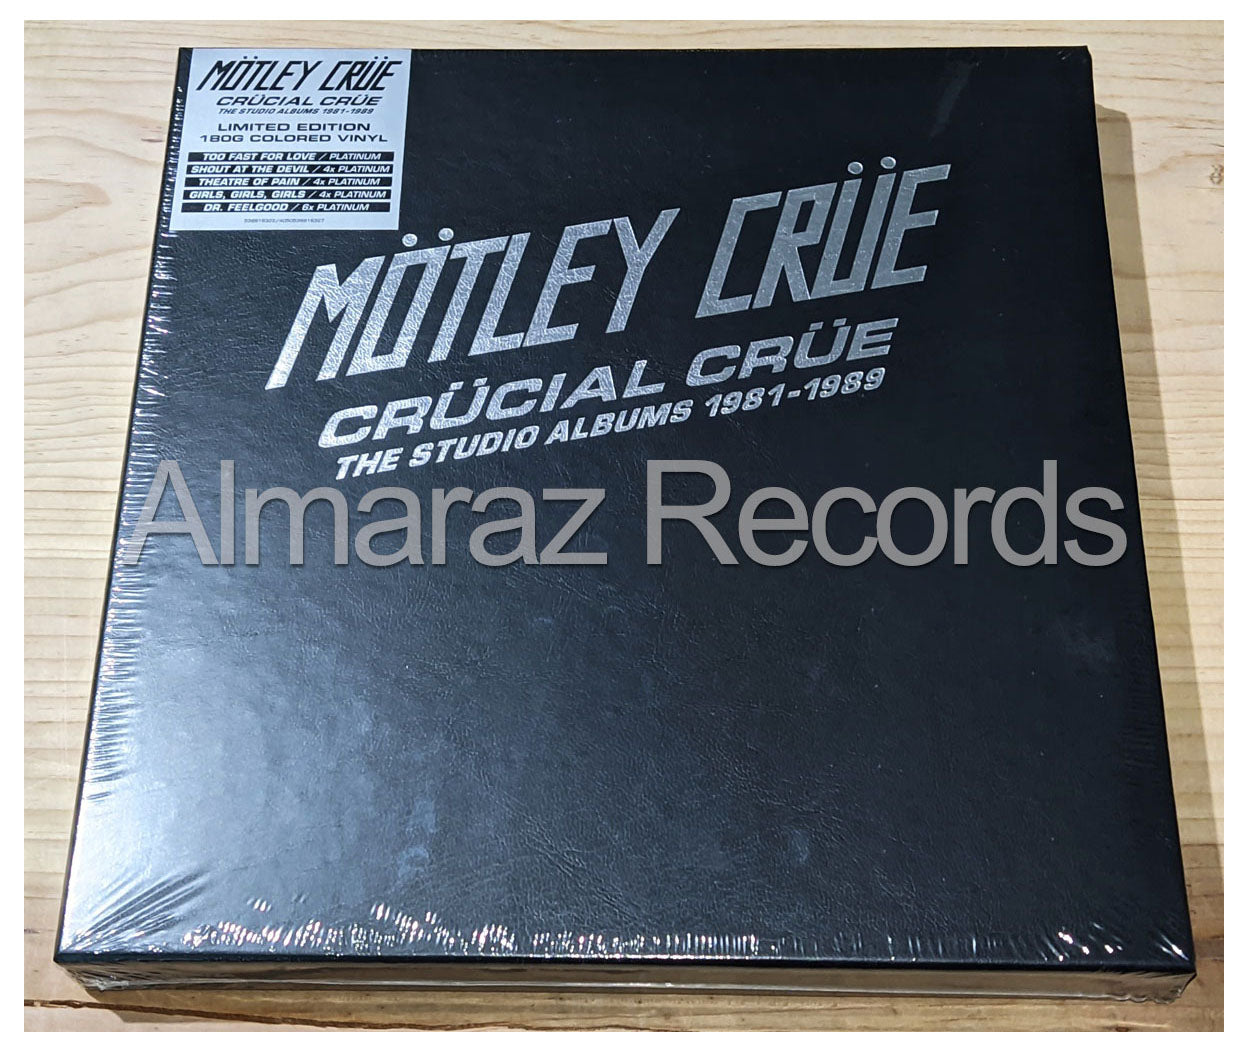 MÖTLEY CRÜE
CRÜCIAL CRÜE
THE STUDIO ALBUMS 1981-1989
LIMITED EDITION
180G COLORED VINYL
TOO FAST FOR LOVE / PLATINUM
SHOUT AT THE DEVIL / 4x PLATINUM
THEATRE OF PAIN / 4x PLATINUM
GIRLS, GIRLS, GIRLS / 4x PLATINUM
DR. FEELGOOD / 6x PLATINUM
MÖTLEY CRÜE
CRÜCIAL CRÜE
THE STUDIO ALBUMS 1981-1989
Almaraz Records